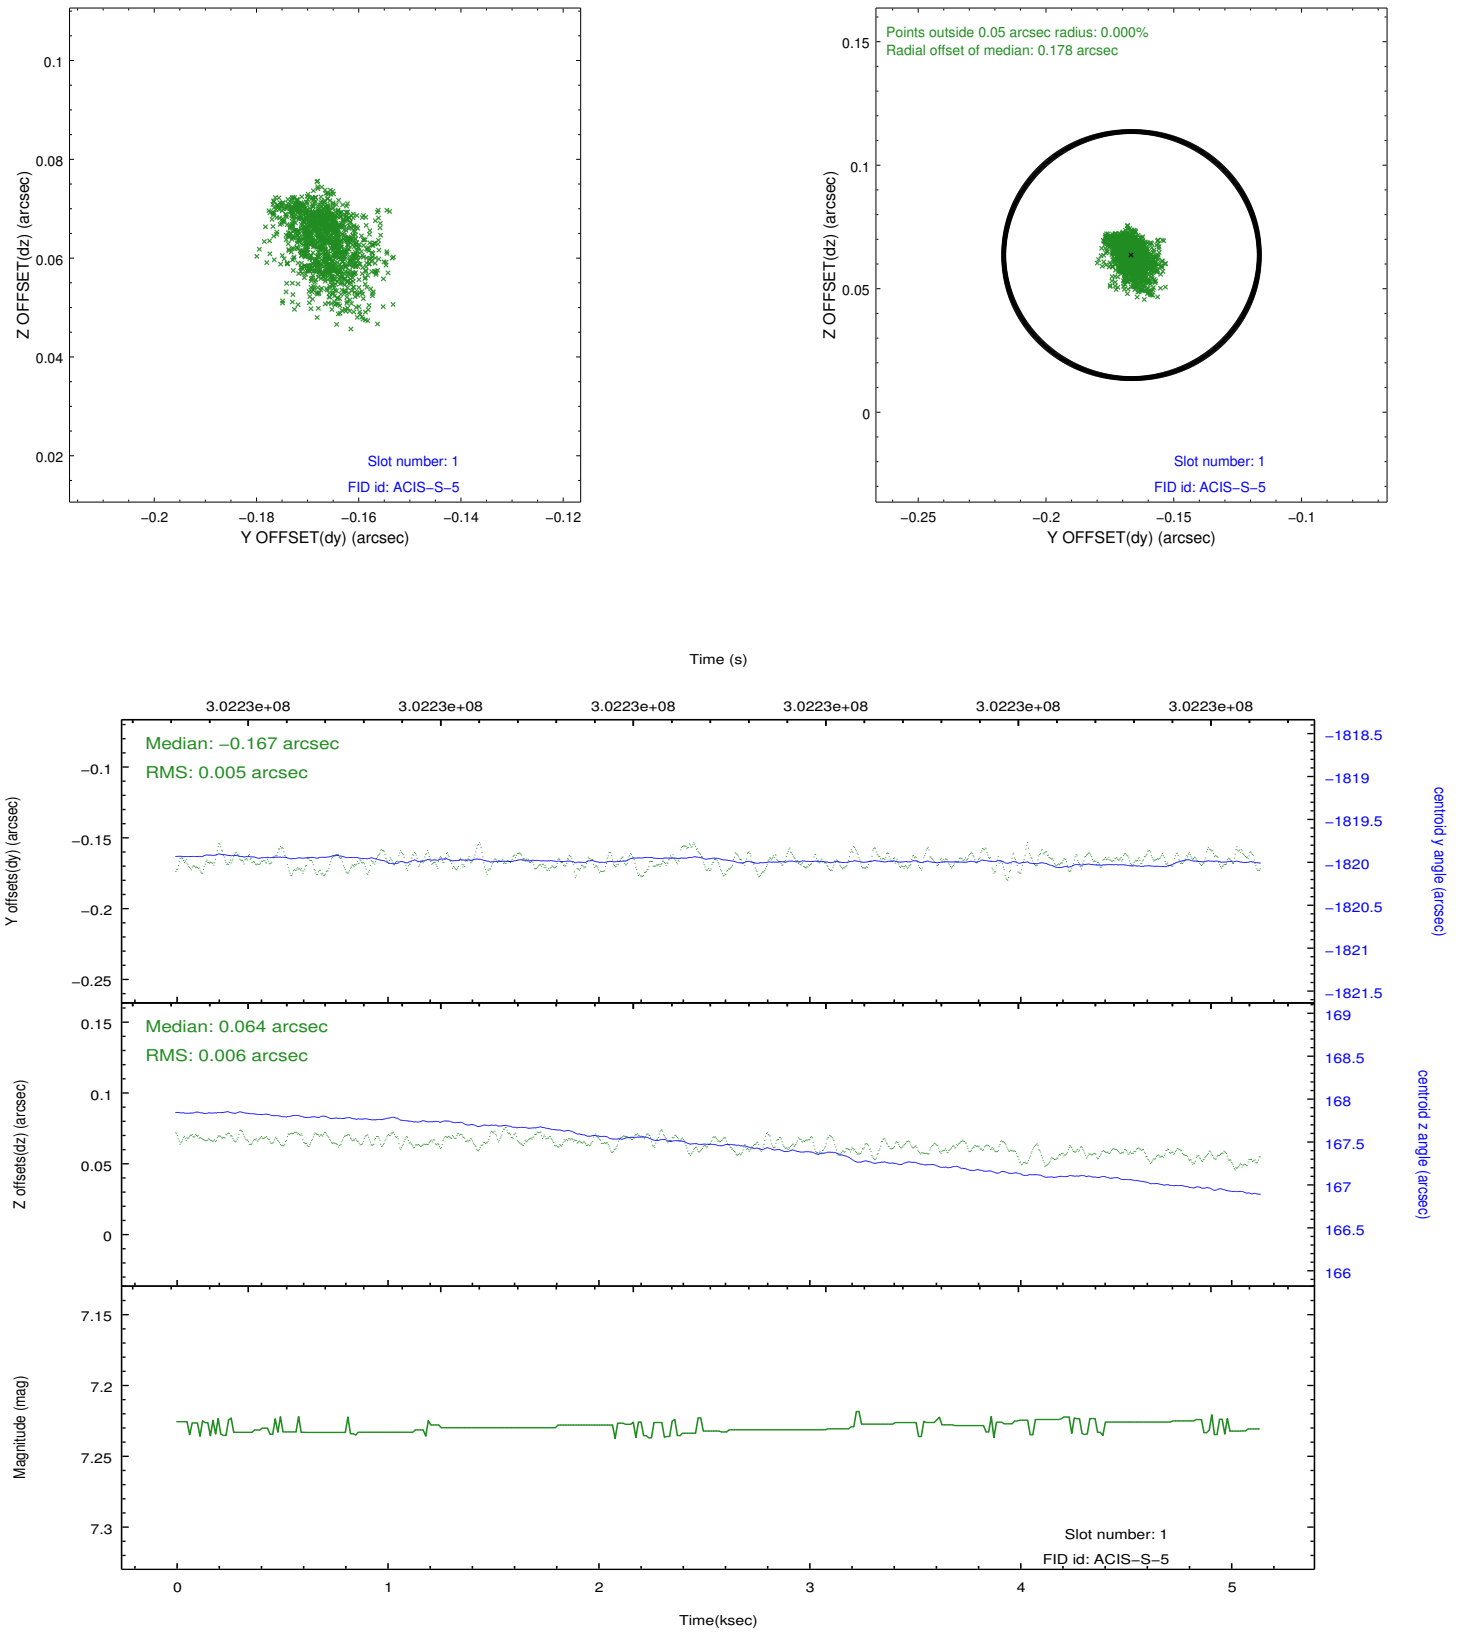 0.1
0.08
0.06
0.04
0.02
Z OFFSET(dz) (arcsec)
Slot number: 1
FID id: ACIS−S−5
−0.2 −0.18 −0.16 −0.14 −0.12
Y OFFSET(dy) (arcsec)
Points outside 0.05 arcsec radius: 0.000%
Radial offset of median: 0.178 arcsec
0.15
0.1
0.05
0
Z OFFSET(dz) (arcsec)
Slot number: 1
FID id: ACIS−S−5
−0.25 −0.2 −0.15 −0.1
Y OFFSET(dy) (arcsec)
Time (s)
3.0223e+08 3.0223e+08 3.0223e+08 3.0223e+08 3.0223e+08 3.0223e+08
Median: −0.167 arcsec
RMS: 0.005 arcsec
−0.1
−0.15
−0.2
−0.25
Y offsets(dy) (arcsec)
−1818.5
−1819
−1819.5
−1820
−1820.5
−1821
−1821.5
centroid y angle (arcsec)
Median: 0.064 arcsec
RMS: 0.006 arcsec
0.15
0.1
0.05
0
Z offsets(dz) (arcsec)
169
168.5
168
167.5
167
166.5
166
centroid z angle (arcsec)
7.15
7.2
7.25
7.3
Magnitude (mag)
Slot number: 1
FID id: ACIS−S−5
0 1 2 3 4 5
Time(ksec)